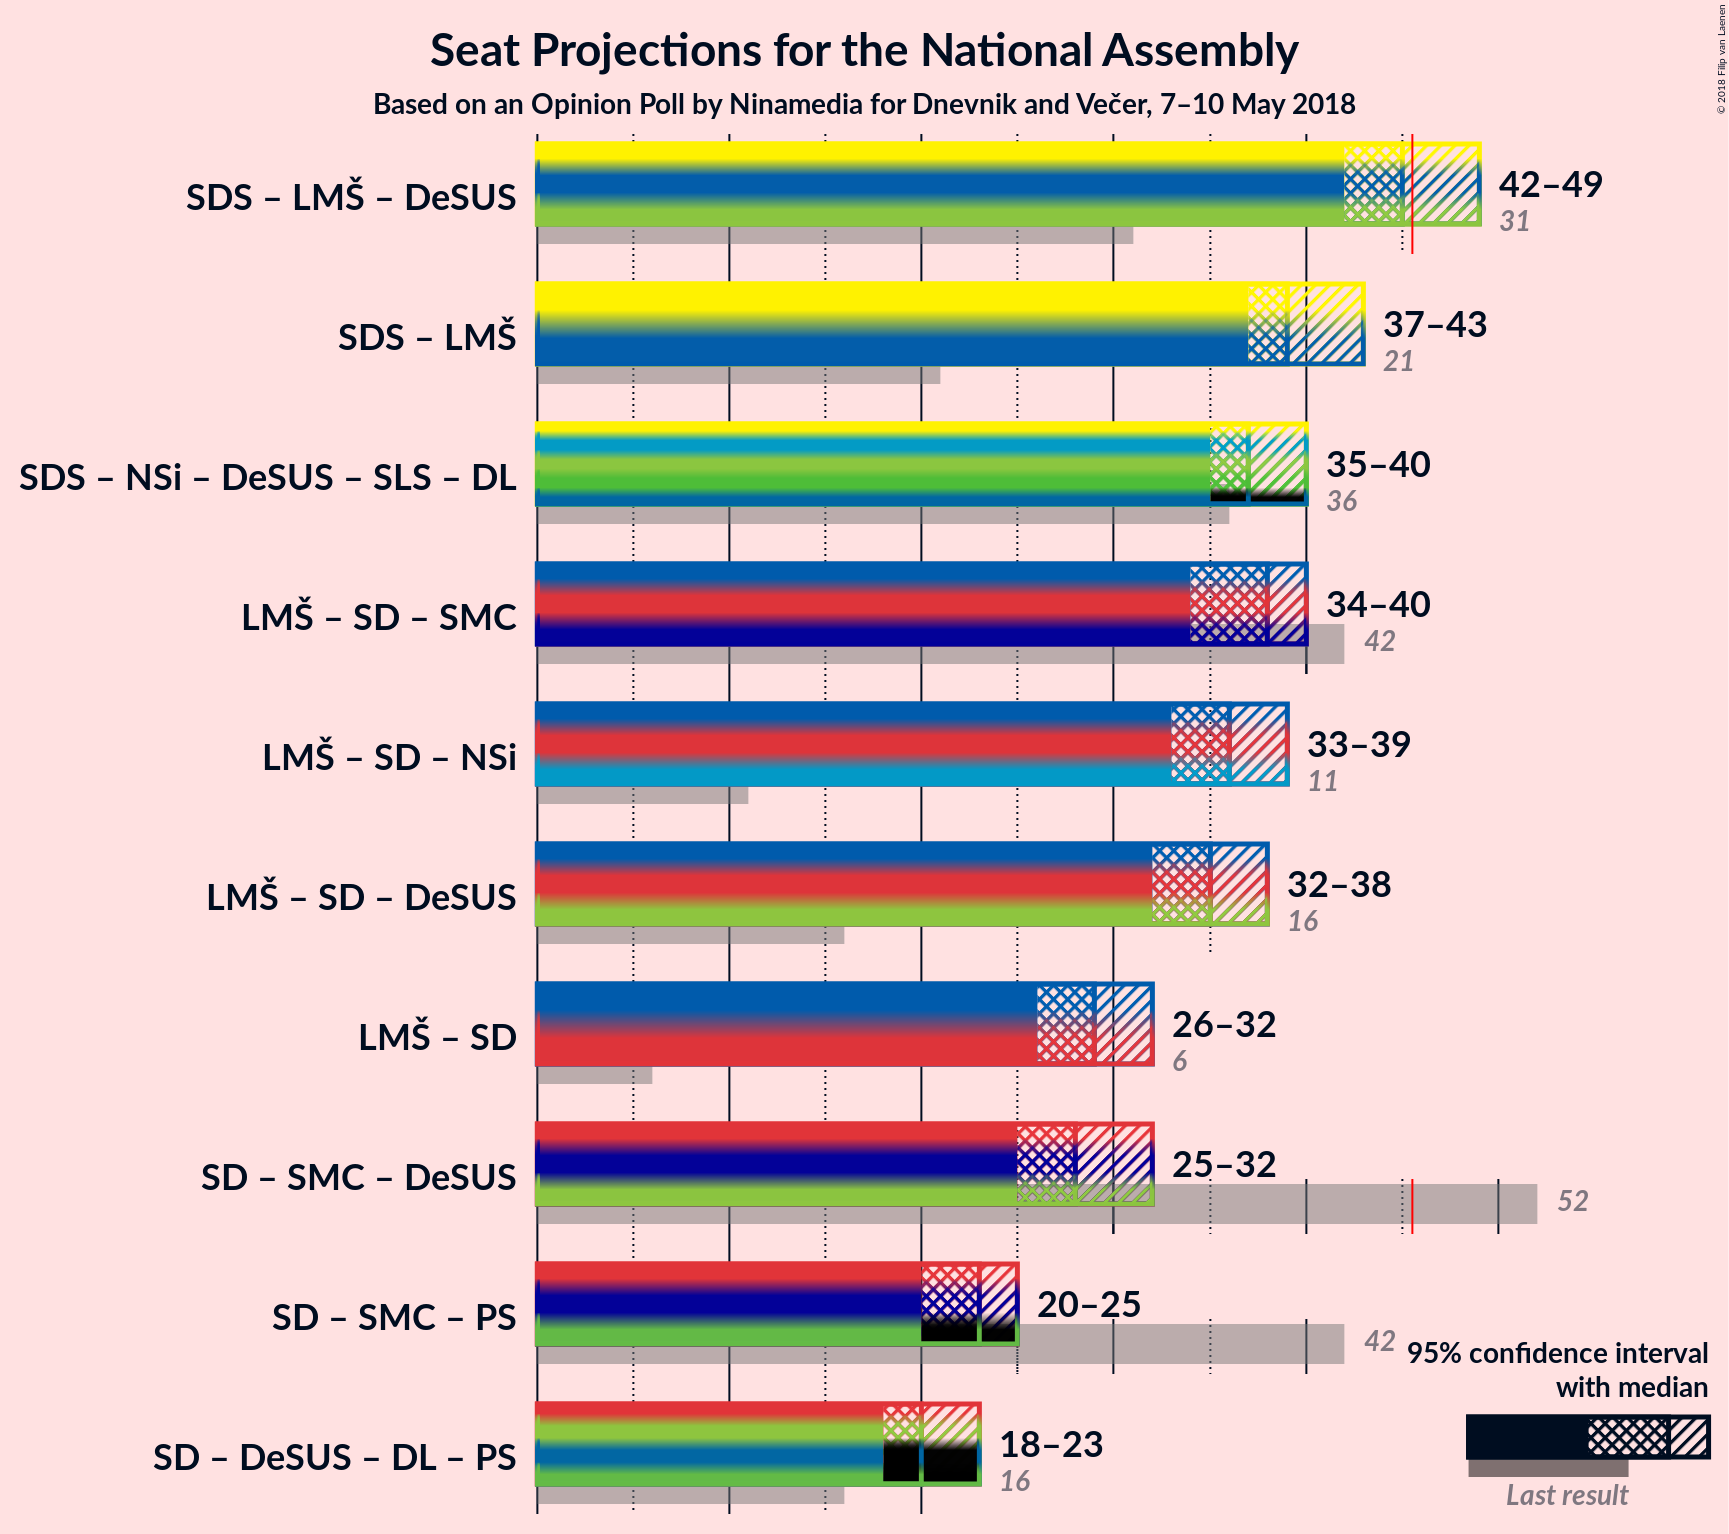 Seat Projections for the National Assembly
Based on an Opinion Poll by Ninamedia for Dnevnik and Večer, 7–10 May 2018
© 2018 Filip van Laenen
SDS – LMŠ – DeSUS
42–49
31
SDS – LMŠ
37–43
21
SDS – NSi – DeSUS – SLS – DL
35–40
36
LMŠ – SD – SMC
34–40
42
LMŠ – SD – NSi
33–39
11
LMŠ – SD – DeSUS
32–38
16
LMŠ – SD
26–32
6
SD – SMC – DeSUS
25–32
52
SD – SMC – PS
20–25
42
SD – DeSUS – DL – PS
18–23
16
95% confidence interval
with median
Last result